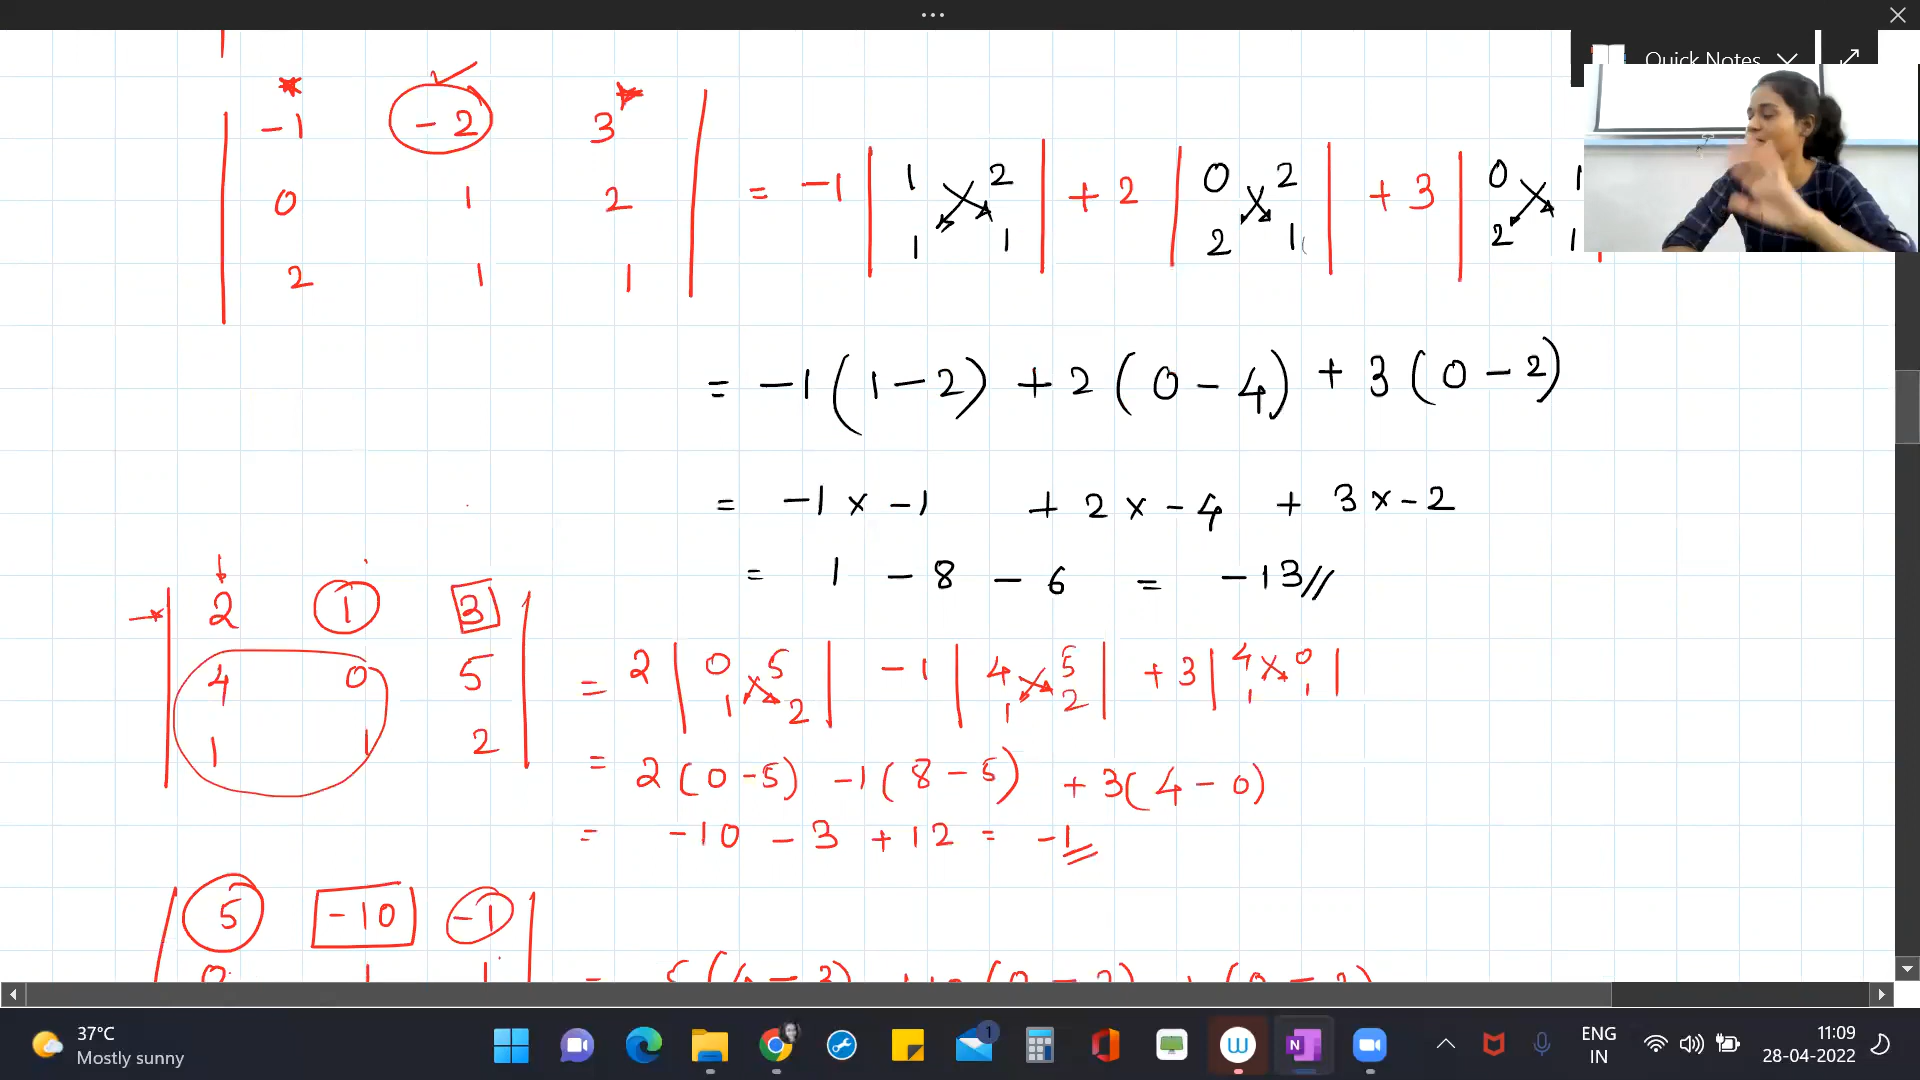 Quick Notes
-1 -2 3
0 1 2
2 1 1
= -1 | 1 2 | + 2 | 0 2 | + 3 | 0 1 |
1 1 2 1 2 1
= -1 (1 - 2) + 2 (0 - 4) + 3 (0 - 2)
= -1 x -1 + 2 x -4 + 3 x -2
= 1 - 8 - 6 = -13//
2 1 3
4 0 5
1 1 2
= 2 | 0 5 | - 1 | 4 5 | + 3 | 4 0 |
1 2 1 2 1 1
= 2 (0 - 5) -1 (8 - 5) + 3 (4 - 0)
= -10 - 3 + 12 = -1
5 -10 -1
37°C
Mostly sunny
1
ENG
IN
11:09
28-04-2022